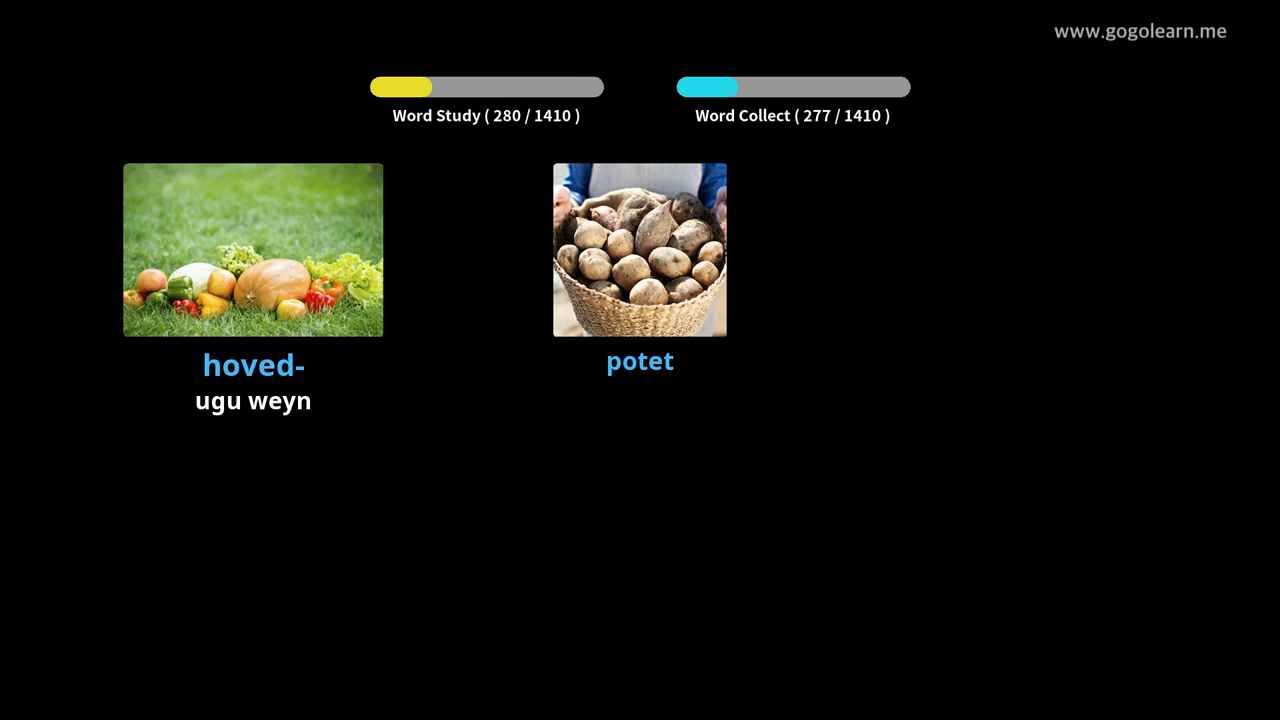 www.gogolearn.me
Word Study ( 280 / 1410 )
Word Collect ( 277 / 1410 )
hoved-
ugu weyn
potet